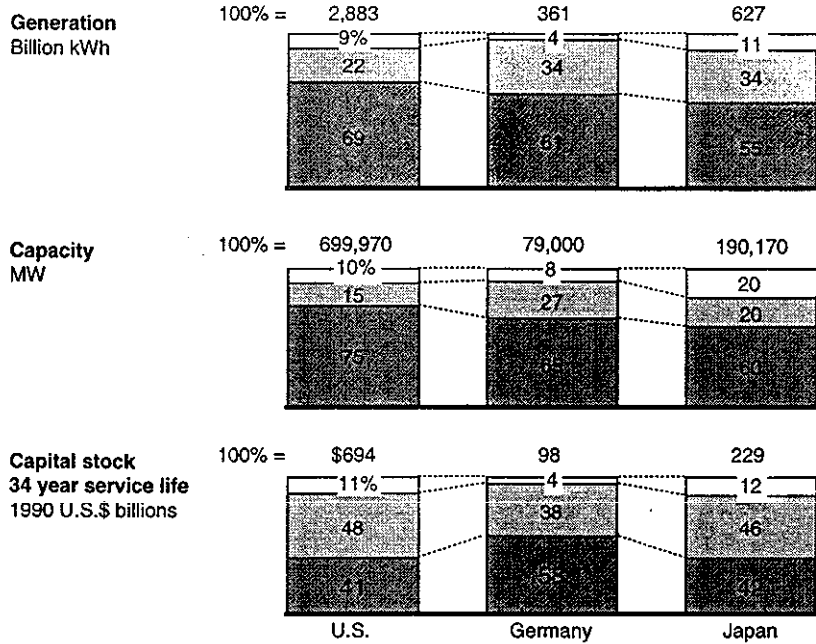 100% = 2,883 361 627
Generation
Billion kWh
9% 4 11
22 34 34
69 61 55
100% = 699,970 79,000 190,170
Capacity
MW
10% 8 20
15 27 20
75 65 60
100% = $694 98 229
Capital stock
34 year service life
1990 U.S.$ billions
11% 4 12
48 38 46
41
U.S. Germany Japan